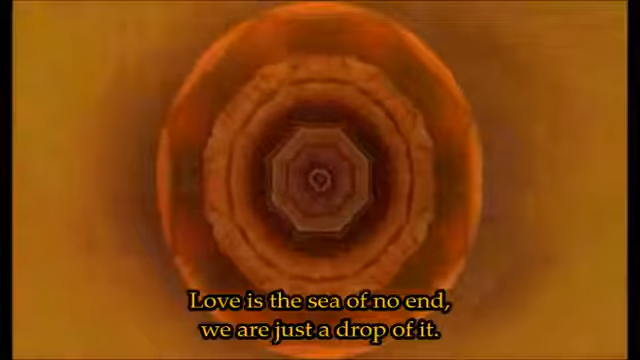 Love is the sea of no end,
we are just a drop of it.